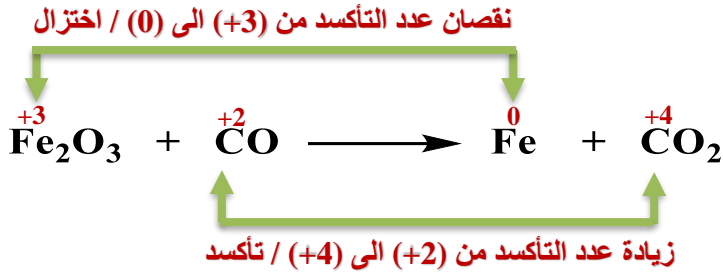 نقصان عدد التأكسد من (3+) الى (0) / اختزال
+3 +2 0 +4
Fe₂O₃ + CO ⟶ Fe + CO₂
زيادة عدد التأكسد من (2+) الى (4+) / تأكسد